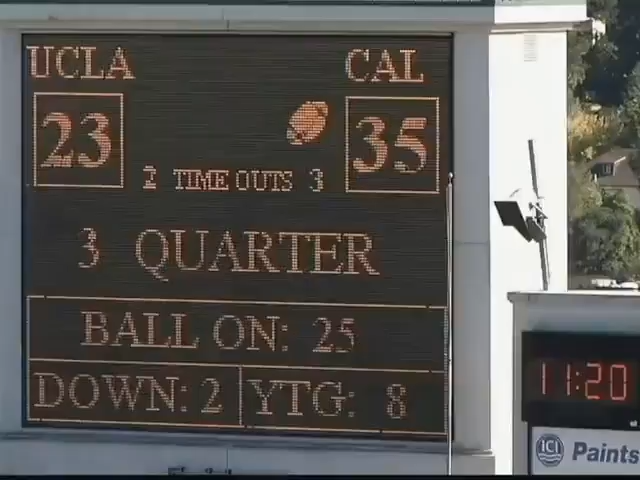 UCLA CAL
23 35
2 TIME OUTS 3
3 QUARTER
BALL ON: 25
DOWN: 2 YTG: 8
11:20
ICI Paints